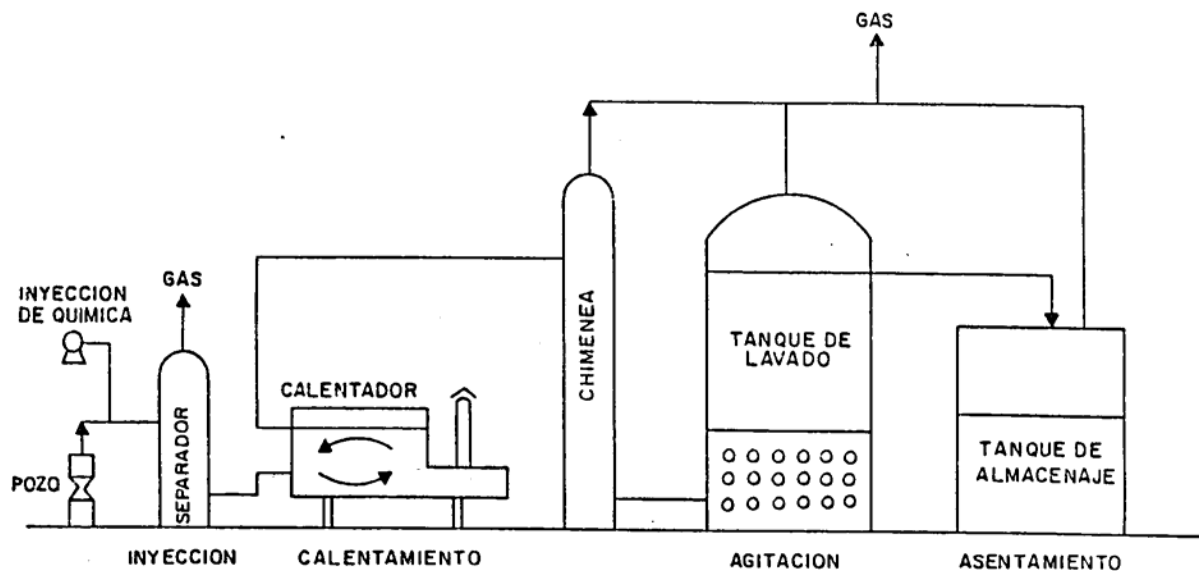 GAS
GAS
INYECCION
DE QUIMICA
POZO
SEPARADOR
CALENTADOR
CHIMENEA
TANQUE DE
LAVADO
TANQUE DE
ALMACENAJE
INYECCION
CALENTAMIENTO
AGITACION
ASENTAMIENTO